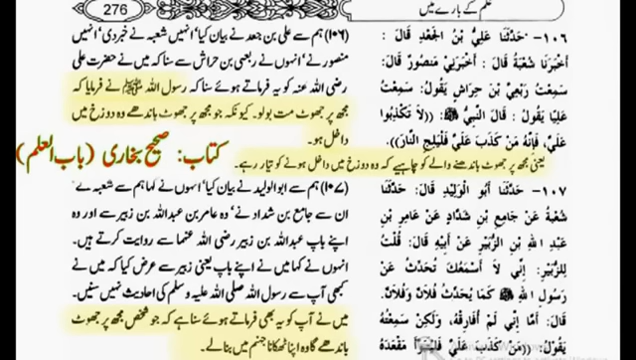 علم کے بارے میں
276
۱۰۶- حَدَّثَنَا عَلِيُّ بْنُ الْجَعْدِ قَالَ:
أَخْبَرَنَا شُعْبَةُ قَالَ: أَخْبَرَنِي مَنْصُورٌ قَالَ:
سَمِعْتُ رَبْعِيَّ بْنَ حِرَاشٍ يَقُولُ: سَمِعْتُ
عَلِيًّا يَقُولُ: قَالَ النَّبِيُّ ﷺ: ((لَا تَكْذِبُوا
عَلَيَّ، فَإِنَّهُ مَنْ كَذَبَ عَلَيَّ فَلْيَلِجِ النَّارَ)).
(۱۰۶) ہم سے علی بن جعد نے بیان کیا' انہیں شعبہ نے خبر دی' انہیں
منصور نے' انہوں نے ربعی بن حراش سے سنا کہ میں نے حضرت علی
رضی اللہ عنہ کو یہ فرماتے ہوئے سنا کہ رسول اللہ ﷺ نے فرمایا کہ
مجھ پر جھوٹ مت بولو۔ کیونکہ جو مجھ پر جھوٹ باندھے وہ دوزخ میں
داخل ہو۔
یعنی مجھ پر جھوٹ باندھنے والے کو چاہیے کہ وہ دوزخ میں داخل ہونے کو تیار رہے۔
کتاب: صحیح بخاری (باب العلم)
۱۰۷- حَدَّثَنَا أَبُو الْوَلِيْدِ قَالَ: حَدَّثَنَا
شُعْبَةُ عَنْ جَامِعِ بْنِ شَدَّادٍ عَنْ عَامِرِ بْنِ
عَبْدِ اللهِ بْنِ الزُّبَيْرِ عَنْ أَبِيْهِ قَالَ: قُلْتُ
لِلزُّبَيْرِ: إِنِّي لَا أَسْمَعُكَ تُحَدِّثُ عَنْ
رَسُولِ اللهِ ﷺ كَمَا يُحَدِّثُ فُلَانٌ وَفُلَانٌ.
قَالَ: أَمَا إِنِّي لَمْ أُفَارِقْهُ، وَلَكِنْ سَمِعْتُهُ
يَقُولُ: ((مَنْ كَذَبَ عَلَيَّ فَلْيَتَبَوَّأْ مَقْعَدَهُ
(۱۰۷) ہم سے ابو الولید نے بیان کیا' انہوں نے کہا ہم سے شعبہ نے'
ان سے جامع بن شداد نے' وہ عامر بن عبداللہ بن زبیر سے اور وہ
اپنے باپ عبداللہ بن زبیر رضی اللہ عنہما سے روایت کرتے ہیں۔
انہوں نے کہا میں نے اپنے باپ یعنی زبیر سے عرض کیا کہ میں نے
کبھی آپ سے رسول اللہ صلی اللہ علیہ وسلم کی احادیث نہیں سنیں۔
میں نے آپ کو یہ بھی فرماتے ہوئے سنا ہے کہ جو شخص مجھ پر جھوٹ
باندھے گا وہ اپنا ٹھکانا جہنم میں بنا لے۔